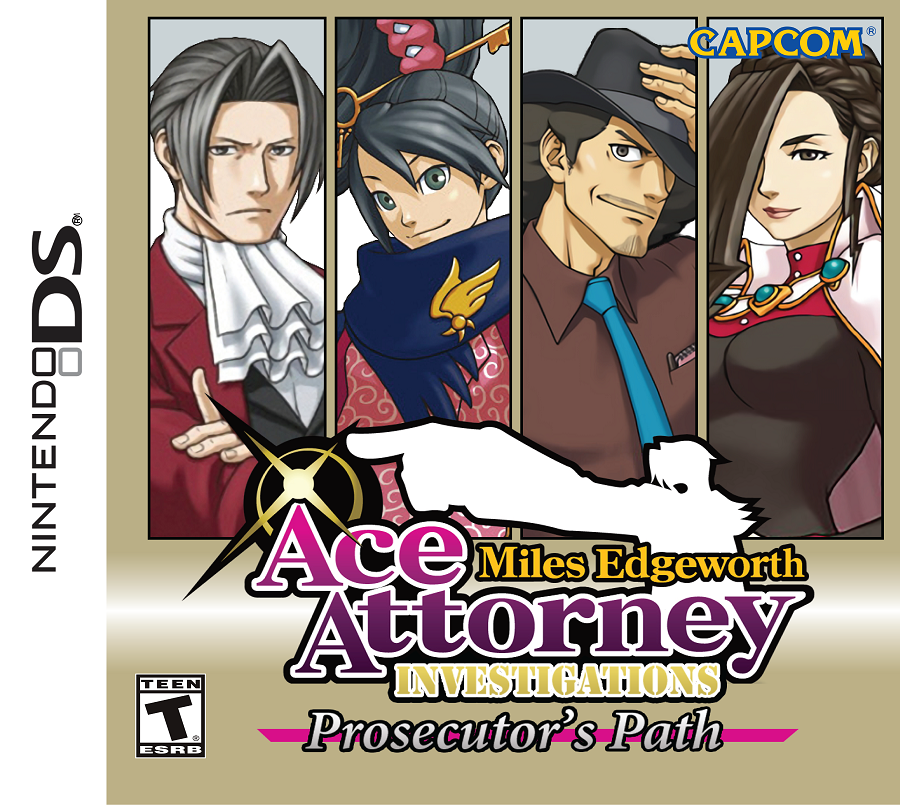 NINTENDO DS®
CAPCOM®
Ace
Miles Edgeworth
Attorney
INVESTIGATIONS
Prosecutor's Path
TEEN
T
®
ESRB